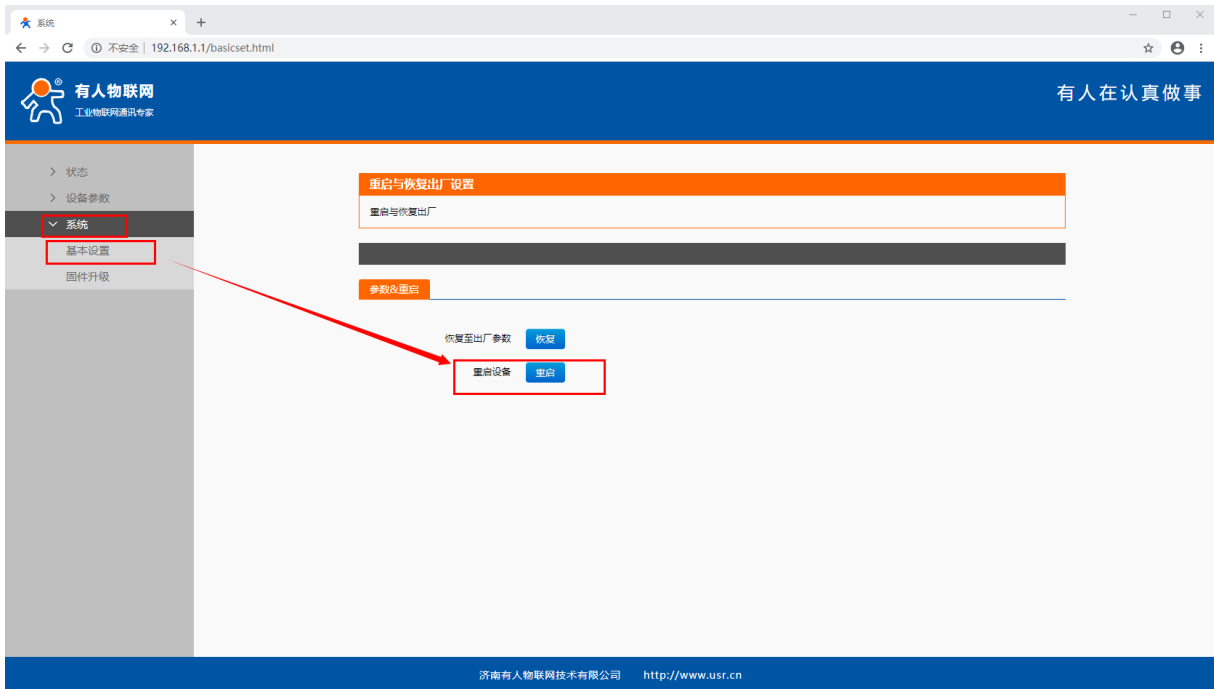 系统
不安全 | 192.168.1.1/basicset.html
有人物联网
工业物联网通讯专家
有人在认真做事
状态
设备参数
系统
基本设置
固件升级
重启与恢复出厂设置
重启与恢复出厂
参数&重启
恢复至出厂参数 恢复
重启设备 重启
济南有人物联网技术有限公司 http://www.usr.cn